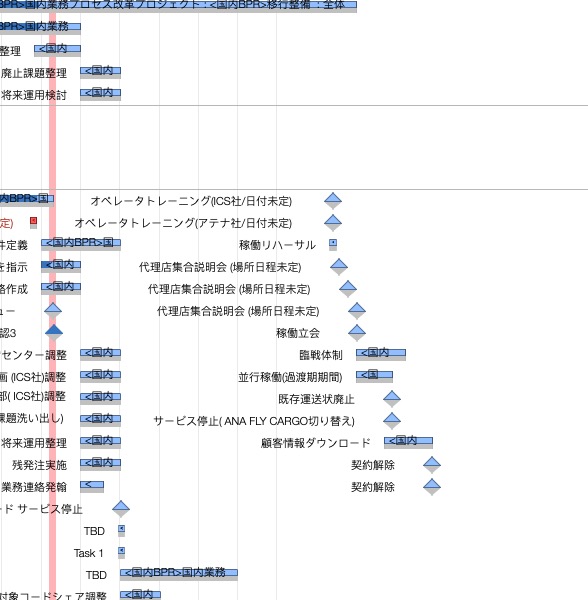 BPR>国内業務プロセス改革プロジェクト : <国内BPR>移行整備 : 全体
BPR>国内業務
整理 <国内
廃止課題整理 <国内
将来運用検討 <国内
内BPR>国 オペレータトレーニング(ICS社/日付未定)
定) オペレータトレーニング(アテナ社/日付未定)
件定義 <国内BPR>国 稼働リハーサル
を指示 <国内 代理店集合説明会 (場所日程未定)
格作成 <国内 代理店集合説明会 (場所日程未定)
ュー 代理店集合説明会 (場所日程未定)
認3 稼働立会
センター調整 <国内 臨戦体制 <国内
画 (ICS社)調整 <国内 並行稼働(過渡期期間) <国
部( ICS社)調整 <国内 既存運送状廃止
課題洗い出し) <国内 サービス停止( ANA FLY CARGO切り替え)
将来運用整理 <国内 顧客情報ダウンロード <国内
残発注実施 <国内 契約解除
業務連絡発翰 < 契約解除
ード サービス停止
TBD
Task 1
TBD <国内BPR>国内業務
対象コードシェア調整 <国内